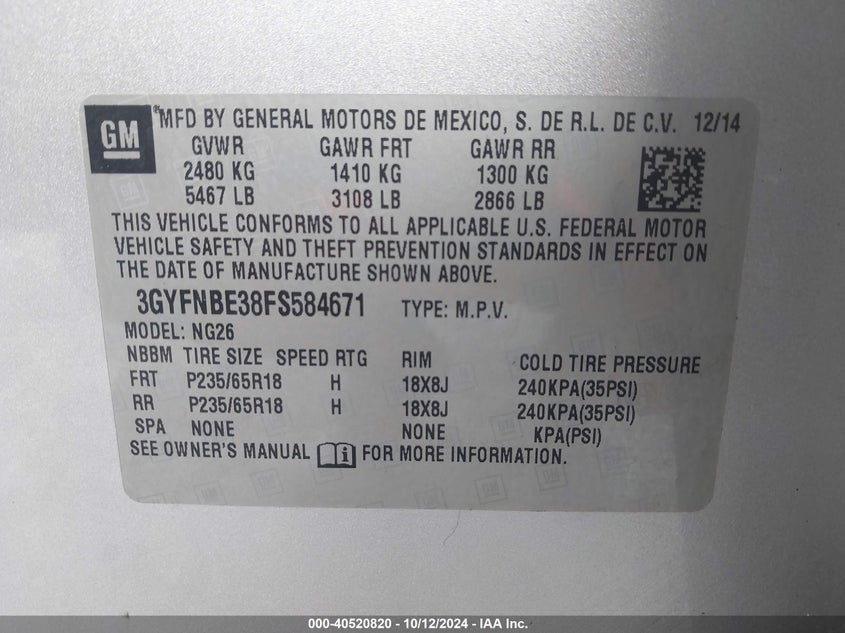 GM MFD BY GENERAL MOTORS DE MEXICO, S. DE R.L. DE C.V. 12/14
GVWR GAWR FRT GAWR RR
2480 KG 1410 KG 1300 KG
5467 LB 3108 LB 2866 LB
THIS VEHICLE CONFORMS TO ALL APPLICABLE U.S. FEDERAL MOTOR
VEHICLE SAFETY AND THEFT PREVENTION STANDARDS IN EFFECT ON
THE DATE OF MANUFACTURE SHOWN ABOVE.
3GYFNBE38FS584671 TYPE: M.P.V.
MODEL: NG26
NBBM TIRE SIZE SPEED RTG RIM COLD TIRE PRESSURE
FRT P235/65R18 H 18X8J 240KPA(35PSI)
RR P235/65R18 H 18X8J 240KPA(35PSI)
SPA NONE NONE KPA(PSI)
SEE OWNER'S MANUAL i FOR MORE INFORMATION.
000-40520820 - 10/12/2024 - IAA Inc.